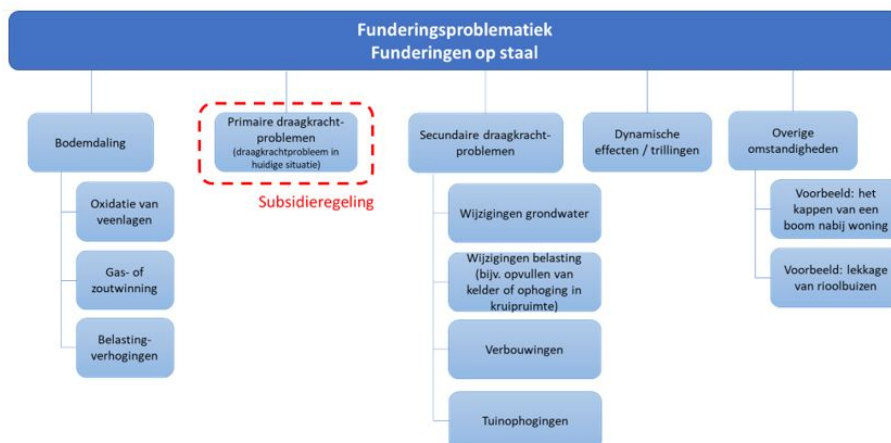 Funderingsproblematiek
Funderingen op staal
Bodemdaling
Oxidatie van
veenlagen
Gas- of
zoutwinning
Belasting-
verhogingen
Primaire draagkracht-
problemen
(draagkrachtprobleem in
huidige situatie)
Subsidieregeling
Secundaire draagkracht-
problemen
Wijzigingen grondwater
Wijzigingen belasting
(bijv. opvullen van
kelder of ophoging in
kruipruimte)
Verbouwingen
Tuinophogingen
Dynamische
effecten / trillingen
Overige
omstandigheden
Voorbeeld: het
kappen van een
boom nabij woning
Voorbeeld: lekkage
van rioolbuizen